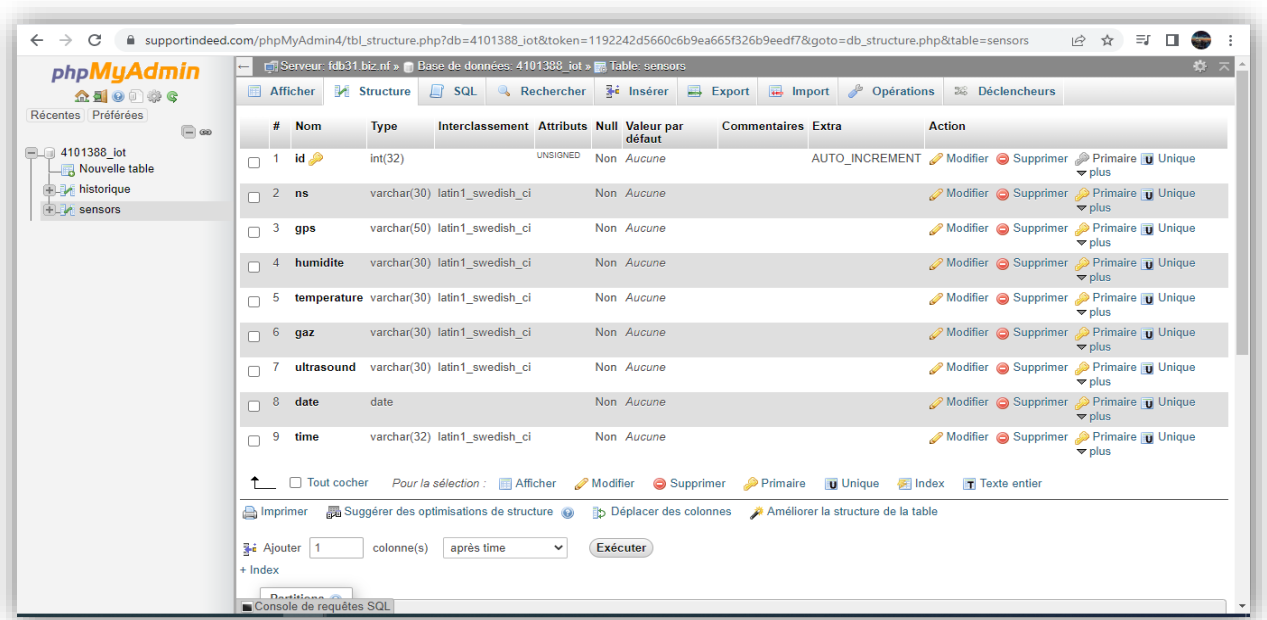 supportindeed.com/phpMyAdmin4/tbl_structure.php?db=4101388_iot&token=1192242d5660c6b9ea665f326b9eedf7&goto=db_structure.php&table=sensors
phpMyAdmin
Récentes Préférées
4101388_iot
Nouvelle table
historique
sensors
Serveur: fdb31.biz.nf » Base de données: 4101388_iot » Table: sensors
Afficher Structure SQL Rechercher Insérer Export Import Opérations Déclencheurs
# Nom Type Interclassement Attributs Null Valeur par défaut Commentaires Extra Action
1 id int(32) UNSIGNED Non Aucune AUTO_INCREMENT Modifier Supprimer Primaire Unique
plus
2 ns varchar(30) latin1_swedish_ci Non Aucune Modifier Supprimer Primaire Unique
plus
3 gps varchar(50) latin1_swedish_ci Non Aucune Modifier Supprimer Primaire Unique
plus
4 humidite varchar(30) latin1_swedish_ci Non Aucune Modifier Supprimer Primaire Unique
plus
5 temperature varchar(30) latin1_swedish_ci Non Aucune Modifier Supprimer Primaire Unique
plus
6 gaz varchar(30) latin1_swedish_ci Non Aucune Modifier Supprimer Primaire Unique
plus
7 ultrasound varchar(30) latin1_swedish_ci Non Aucune Modifier Supprimer Primaire Unique
plus
8 date date Non Aucune Modifier Supprimer Primaire Unique
plus
9 time varchar(32) latin1_swedish_ci Non Aucune Modifier Supprimer Primaire Unique
plus
Tout cocher Pour la sélection : Afficher Modifier Supprimer Primaire Unique Index Texte entier
Imprimer Suggérer des optimisations de structure Déplacer des colonnes Améliorer la structure de la table
Ajouter 1 colonne(s) après time Exécuter
+ Index
Partitions
Console de requêtes SQL